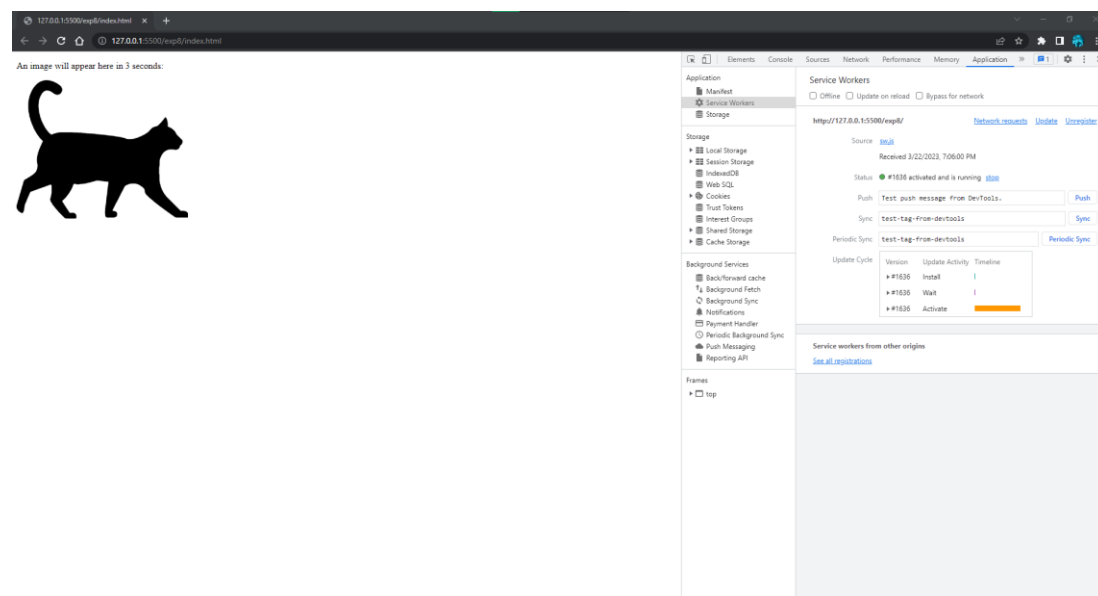 127.0.0.1:5500/exp8/index.html
127.0.0.1:5500/exp8/index.html
An image will appear here in 3 seconds:
Elements Console Sources Network Performance Memory Application » 1
Application
Manifest
Service Workers
Storage
Storage
Local Storage
Session Storage
IndexedDB
Web SQL
Cookies
Trust Tokens
Interest Groups
Shared Storage
Cache Storage
Background Services
Back/forward cache
Background Fetch
Background Sync
Notifications
Payment Handler
Periodic Background Sync
Push Messaging
Reporting API
Frames
top
Service Workers
Offline Update on reload Bypass for network
http://127.0.0.1:5500/exp8/ Network requests Update Unregister
Source sw.js
Received 3/22/2023, 7:06:00 PM
Status #1636 activated and is running stop
Push Test push message from DevTools. Push
Sync test-tag-from-devtools Sync
Periodic Sync test-tag-from-devtools Periodic Sync
Update Cycle Version Update Activity Timeline
#1636 Install
#1636 Wait
#1636 Activate
Service workers from other origins
See all registrations